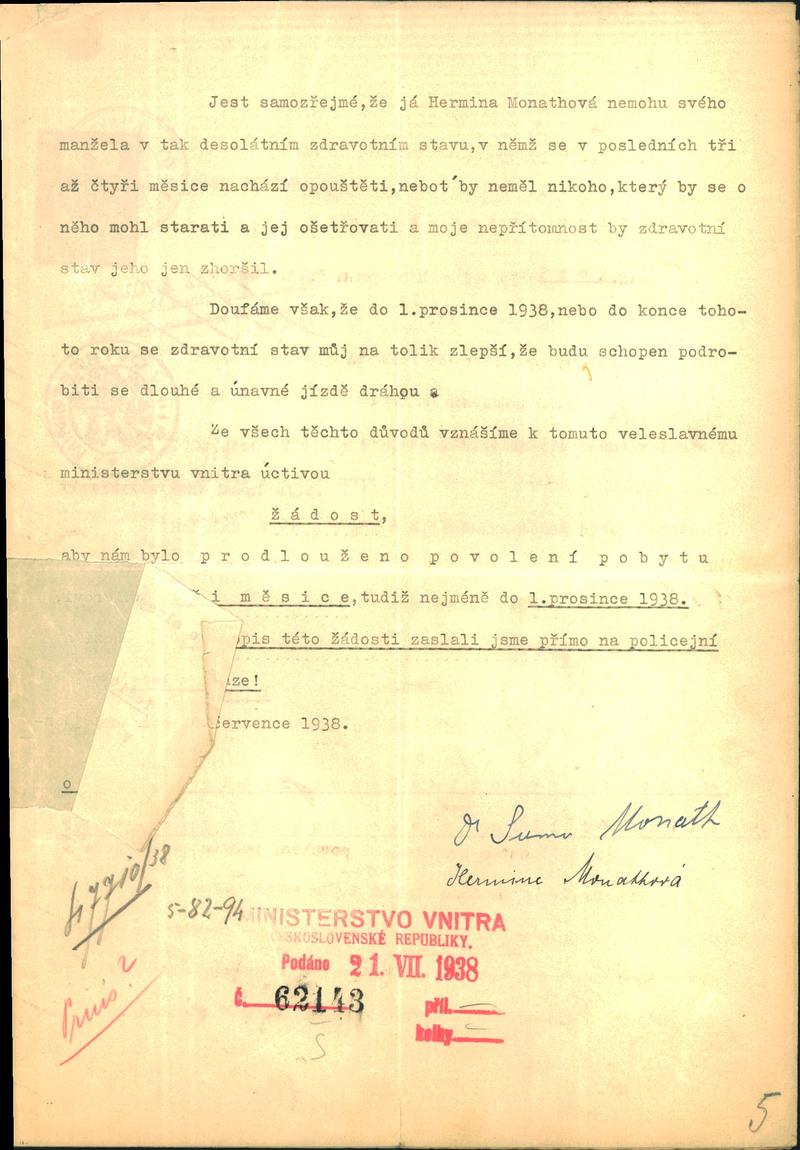 Jest samozřejmé,že já Hermina Monathová nemohu svého
manžela v tak desolátním zdravotním stavu,v němž se v posledních tři
až čtyři měsice nachází opouštěti,neboť by neměl nikoho,který by se o
něho mohl starati a jej ošetřovati a moje nepřítomnost by zdravotní
stav jeho jen zhoršil.
Doufáme však,že do 1.prosince 1938,nebo do konce toho-
to roku se zdravotní stav můj na tolik zlepší,že budu schopen podro-
biti se dlouhé a únavné jízdě dráhou
Ze všech těchto důvodů vznášíme k tomuto veleslavnému
ministerstvu vnitra úctivou
žádost,
aby nám bylo prodlouženo povolení pobytu
i měsice,tudiž nejméně do 1.prosince 1938.
pis této žádosti zaslali jsme přímo na policejní
ze!
července 1938.
o
Dr Monath
Hermine Monathová
5-82-94
MINISTERSTVO VNITRA
ČESKOSLOVENSKÉ REPUBLIKY.
Podáno 21. VII. 1938
č. 62143 příl.
kolky
5